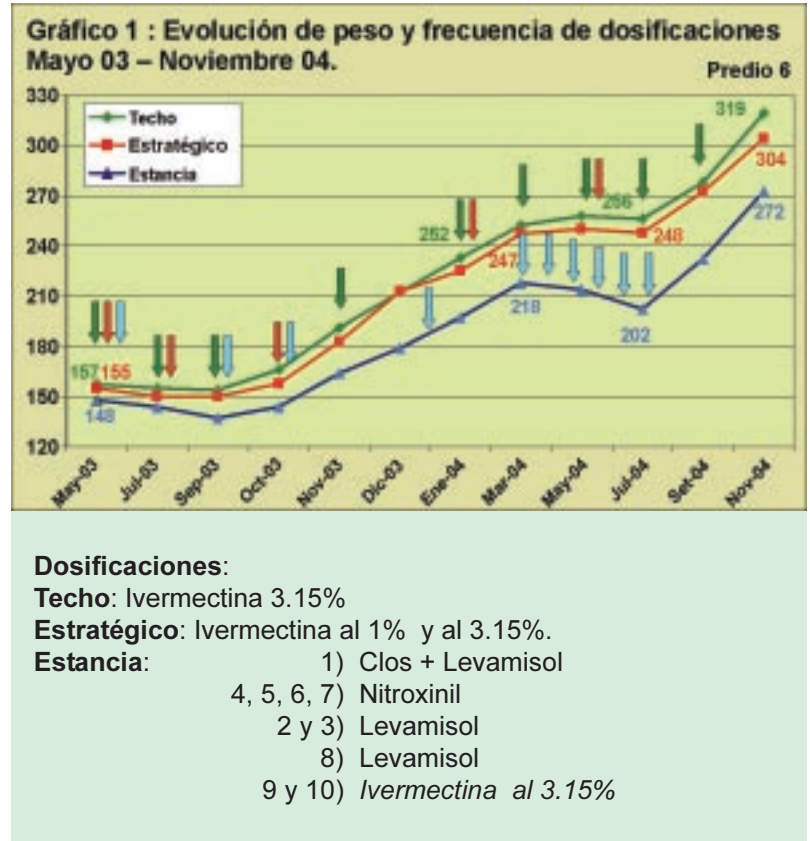 Gráfico 1 : Evolución de peso y frecuencia de dosificaciones
Mayo 03 – Noviembre 04.
Predio 6
330
300
270
240
210
180
150
120
Techo
Estratégico
Estancia
157 155
148
252
247
218
256
248
202
319
304
272
May-03
Jul-03
Sep-03
Oct-03
Nov-03
Dic-03
Ene-04
Mar-04
May-04
Jul-04
Set-04
Nov-04
Dosificaciones:
Techo: Ivermectina 3.15%
Estratégico: Ivermectina al 1% y al 3.15%.
Estancia: 1) Clos + Levamisol
4, 5, 6, 7) Nitroxinil
2 y 3) Levamisol
8) Levamisol
9 y 10) Ivermectina al 3.15%